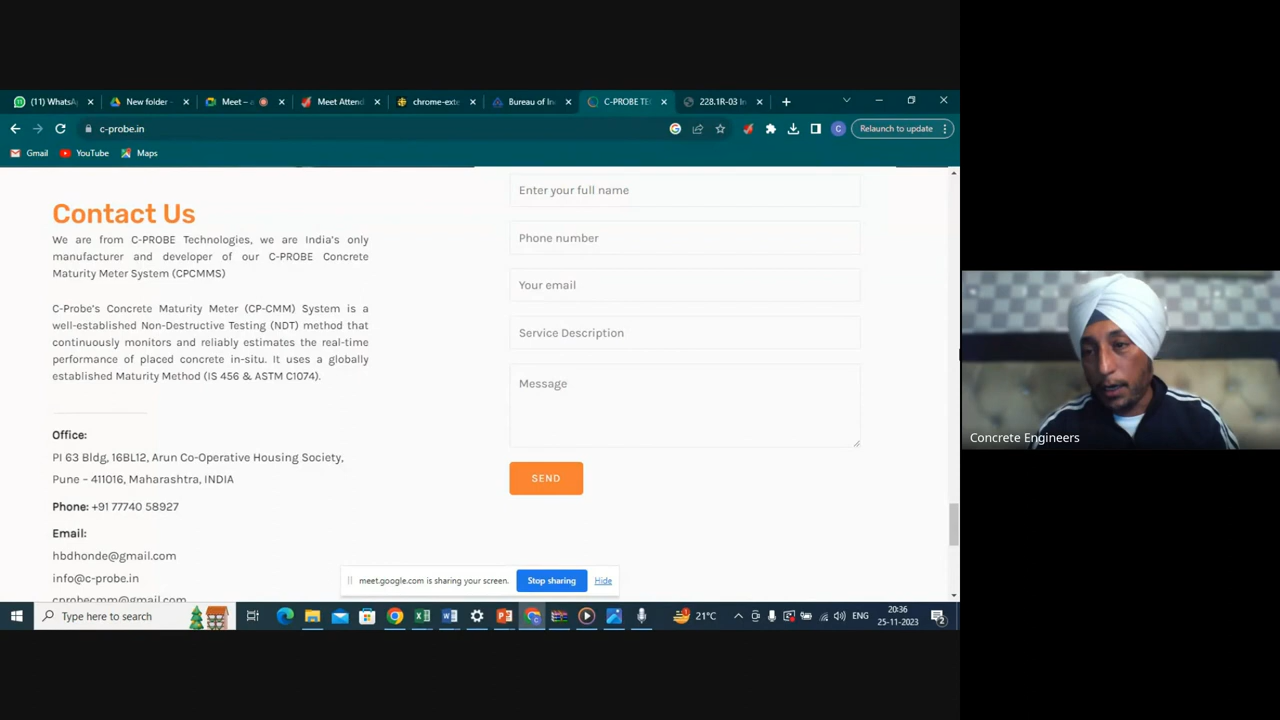 (11) WhatsA
New folder -
Meet –
Meet Attend
chrome-exte
Bureau of In
C-PROBE TE
228.1R-03 In
c-probe.in
Relaunch to update
Gmail
YouTube
Maps
Contact Us
We are from C-PROBE Technologies, we are India's only
manufacturer and developer of our C-PROBE Concrete
Maturity Meter System (CPCMMS)
C-Probe's Concrete Maturity Meter (CP-CMM) System is a
well-established Non-Destructive Testing (NDT) method that
continuously monitors and reliably estimates the real-time
performance of placed concrete in-situ. It uses a globally
established Maturity Method (IS 456 & ASTM C1074).
Office:
PI 63 Bldg, 16BL12, Arun Co-Operative Housing Society,
Pune – 411016, Maharashtra, INDIA
Phone: +91 77740 58927
Email:
hbdhonde@gmail.com
info@c-probe.in
cprobecmm@gmail.com
Enter your full name
Phone number
Your email
Service Description
Message
SEND
meet.google.com is sharing your screen.
Stop sharing
Hide
Concrete Engineers
Type here to search
21°C
ENG
20:36
25-11-2023
2